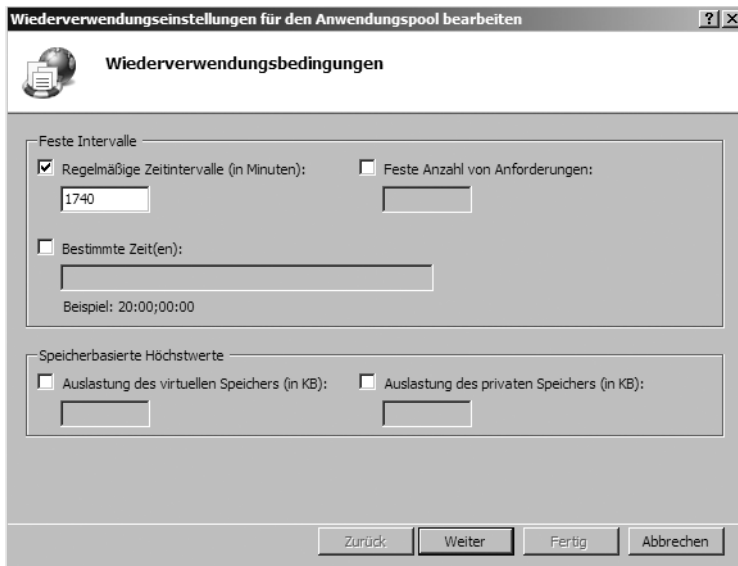 Wiederverwendungseinstellungen für den Anwendungspool bearbeiten
Wiederverwendungsbedingungen
Feste Intervalle
Regelmäßige Zeitintervalle (in Minuten):
Feste Anzahl von Anforderungen:
1740
Bestimmte Zeit(en):
Beispiel: 20:00;00:00
Speicherbasierte Höchstwerte
Auslastung des virtuellen Speichers (in KB):
Auslastung des privaten Speichers (in KB):
Zurück
Weiter
Fertig
Abbrechen